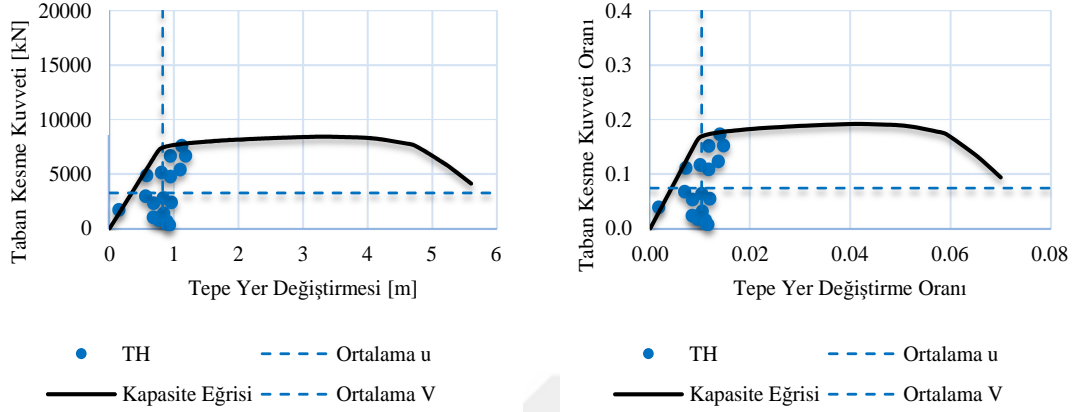 Taban Kesme Kuvveti [kN]
20000
15000
10000
5000
0
0 1 2 3 4 5 6
Tepe Yer Değiştirmesi [m]
TH
Ortalama u
Kapasite Eğrisi
Ortalama V
Taban Kesme Kuvveti Oranı
0.4
0.3
0.2
0.1
0.0
0.00 0.02 0.04 0.06 0.08
Tepe Yer Değiştirme Oranı
TH
Ortalama u
Kapasite Eğrisi
Ortalama V